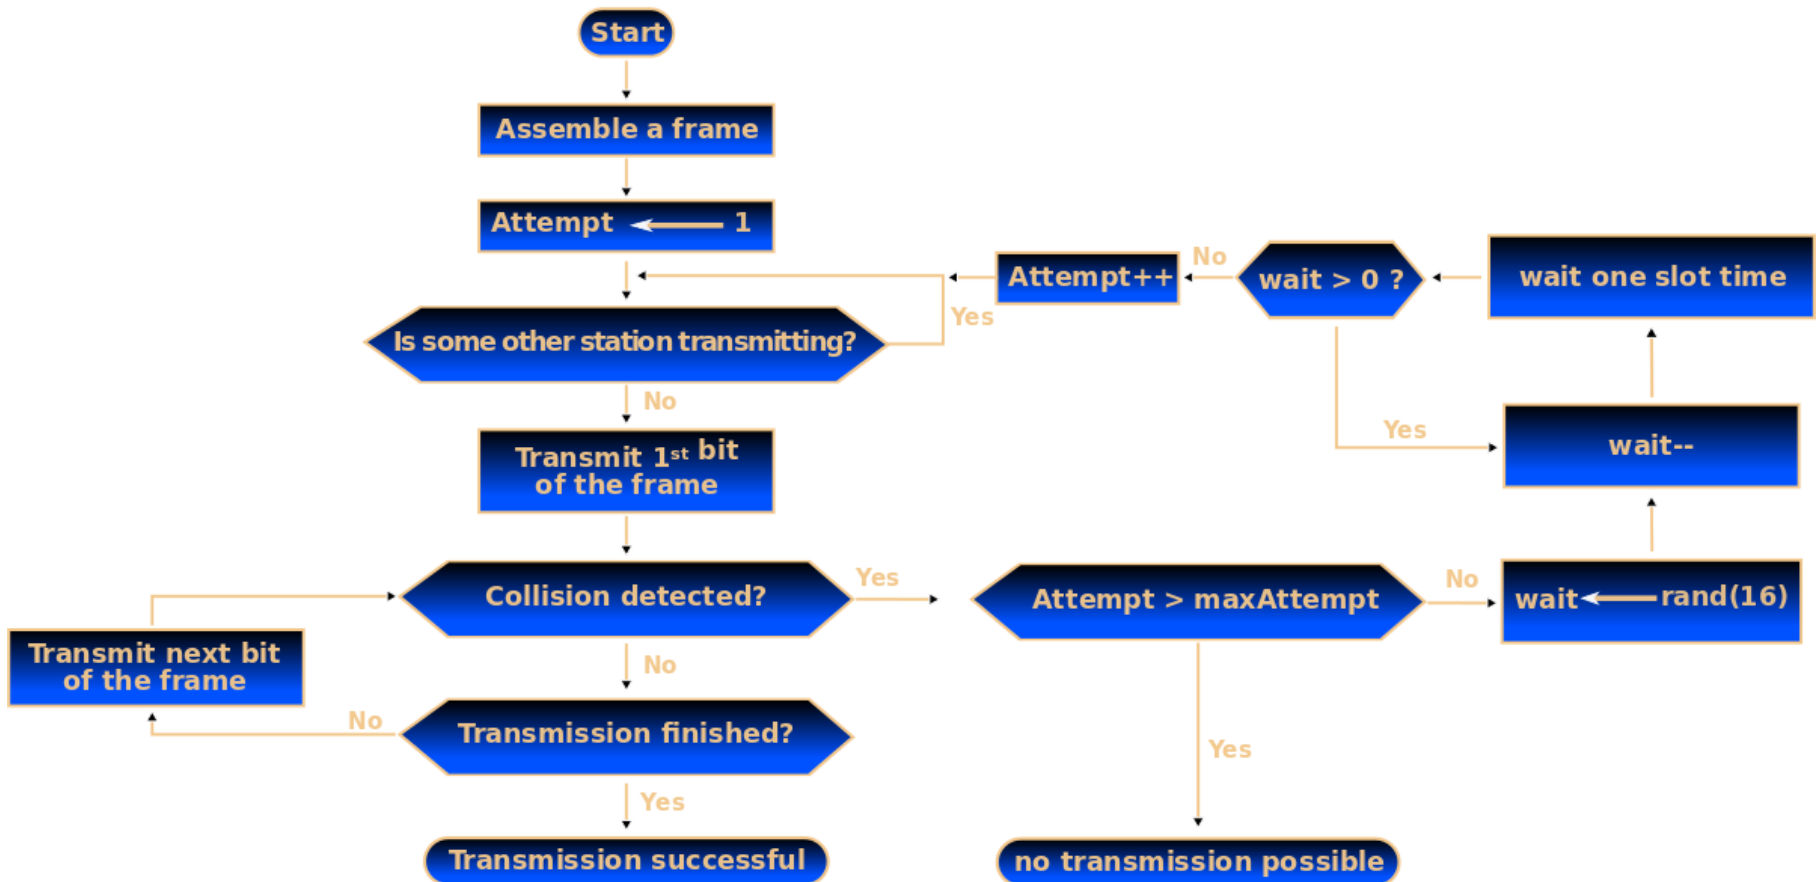 Start
Assemble a frame
Attempt 1
Attempt++
No
wait > 0 ?
wait one slot time
Yes
Is some other station transmitting?
No
Yes
wait--
Transmit 1st bit
of the frame
Collision detected?
Yes
Attempt > maxAttempt
No
wait rand(16)
Transmit next bit
of the frame
No
No
Transmission finished?
Yes
Yes
Transmission successful
no transmission possible